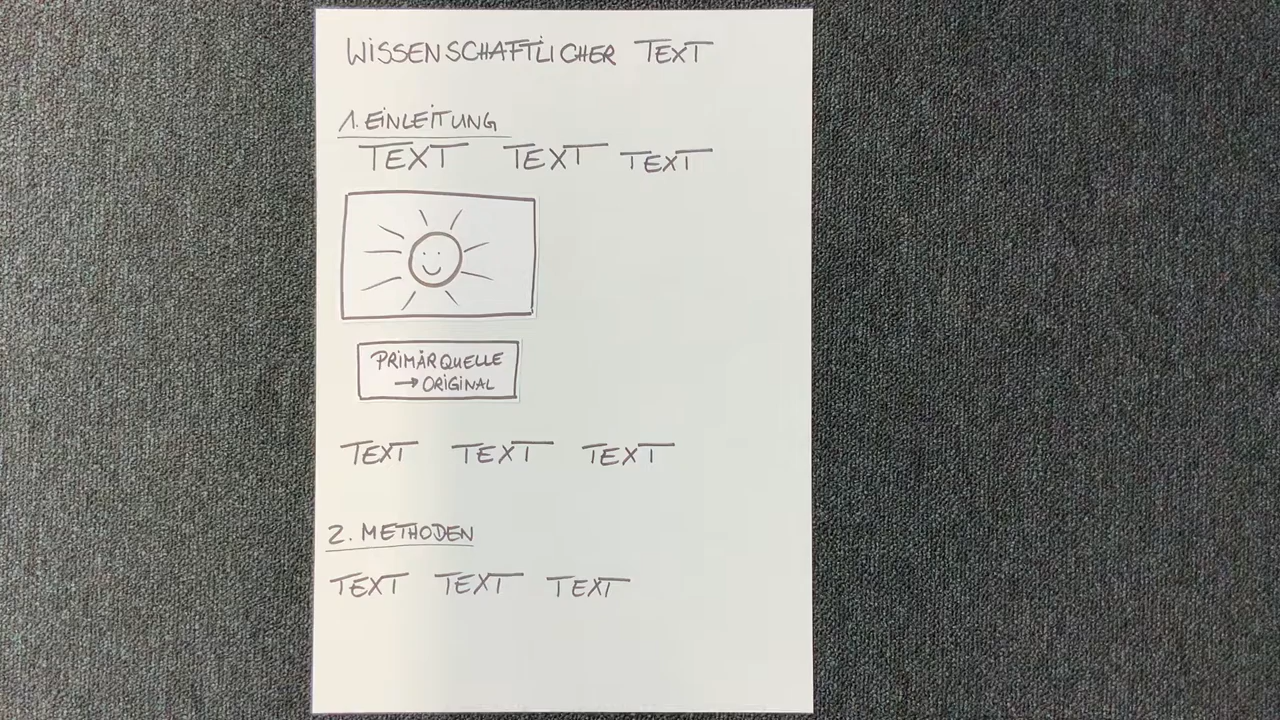 WISSENSCHAFTLICHER TEXT
1. EINLEITUNG
TEXT TEXT TEXT
PRIMÄRQUELLE
→ ORIGINAL
TEXT TEXT TEXT
2. METHODEN
TEXT TEXT TEXT